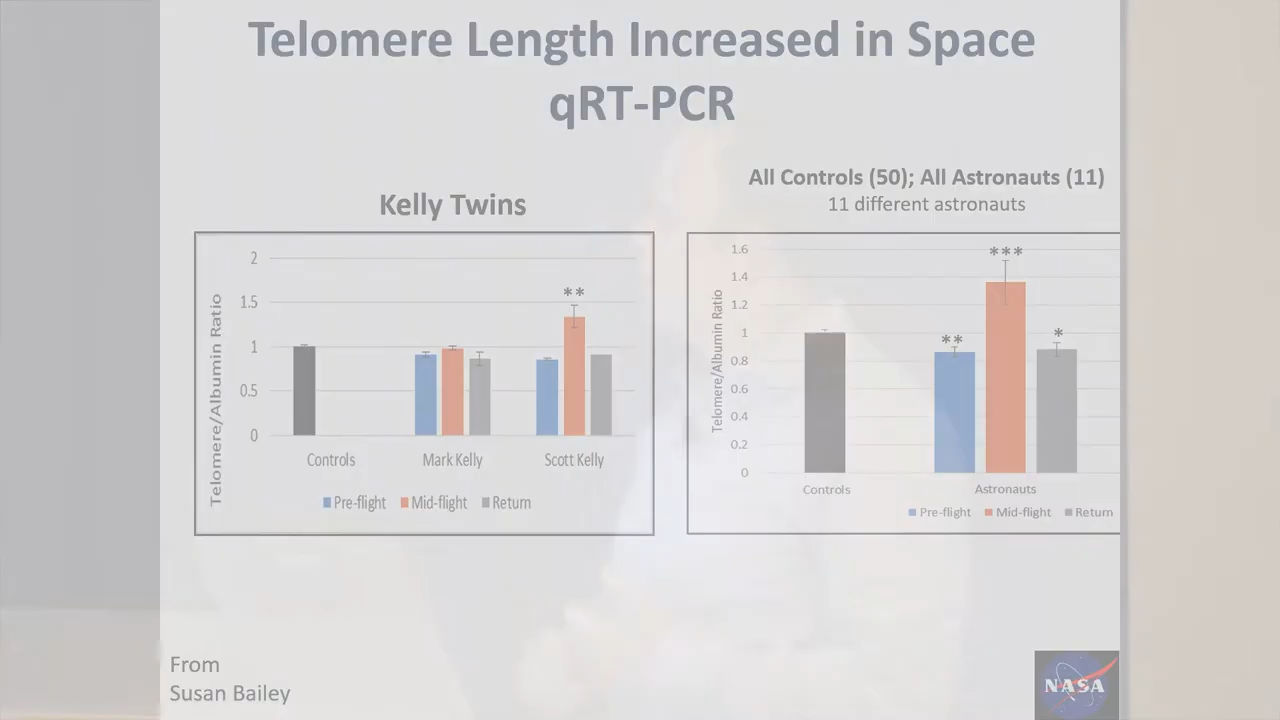 Telomere Length Increased in Space
qRT-PCR
Kelly Twins
Telomere/Albumin Ratio
2
1.5
1
0.5
0
**
Controls
Mark Kelly
Scott Kelly
Pre-flight
Mid-flight
Return
All Controls (50); All Astronauts (11)
11 different astronauts
Telomere/Albumin Ratio
1.6
1.4
1.2
1
0.8
0.6
0.4
0.2
0
**
***
*
Controls
Astronauts
Pre-flight
Mid-flight
Return
From
Susan Bailey
NASA